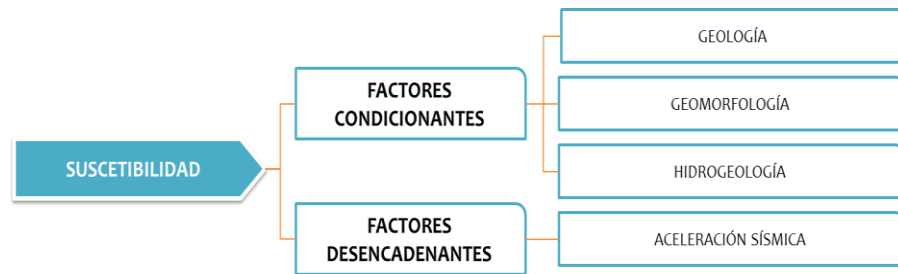 SUSCETIBILIDAD
FACTORES
CONDICIONANTES
GEOLOGÍA
GEOMORFOLOGÍA
HIDROGEOLOGÍA
FACTORES
DESENCADENANTES
ACELERACIÓN SÍSMICA